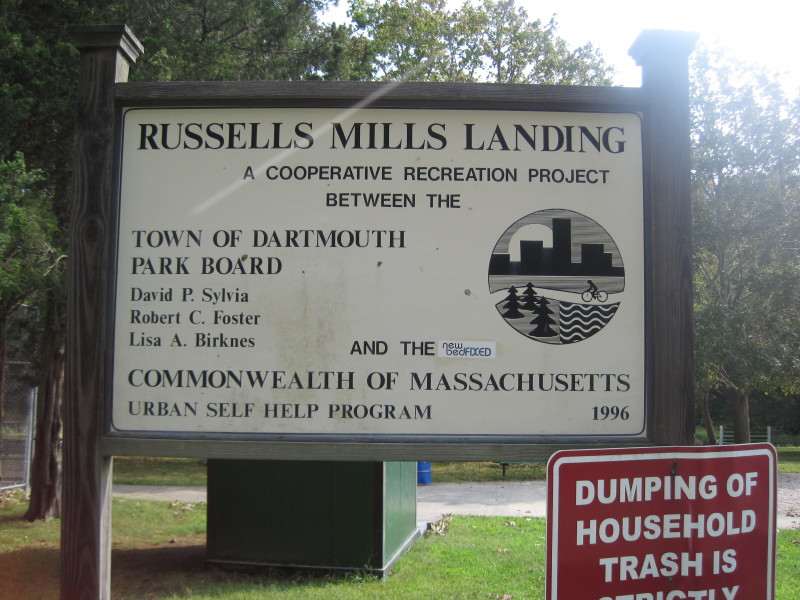 RUSSELLS MILLS LANDING
A COOPERATIVE RECREATION PROJECT
BETWEEN THE
TOWN OF DARTMOUTH
PARK BOARD
David P. Sylvia
Robert C. Foster
Lisa A. Birknes
AND THE new bedFIXED
COMMONWEALTH OF MASSACHUSETTS
URBAN SELF HELP PROGRAM 1996
DUMPING OF
HOUSEHOLD
TRASH IS
STRICTLY